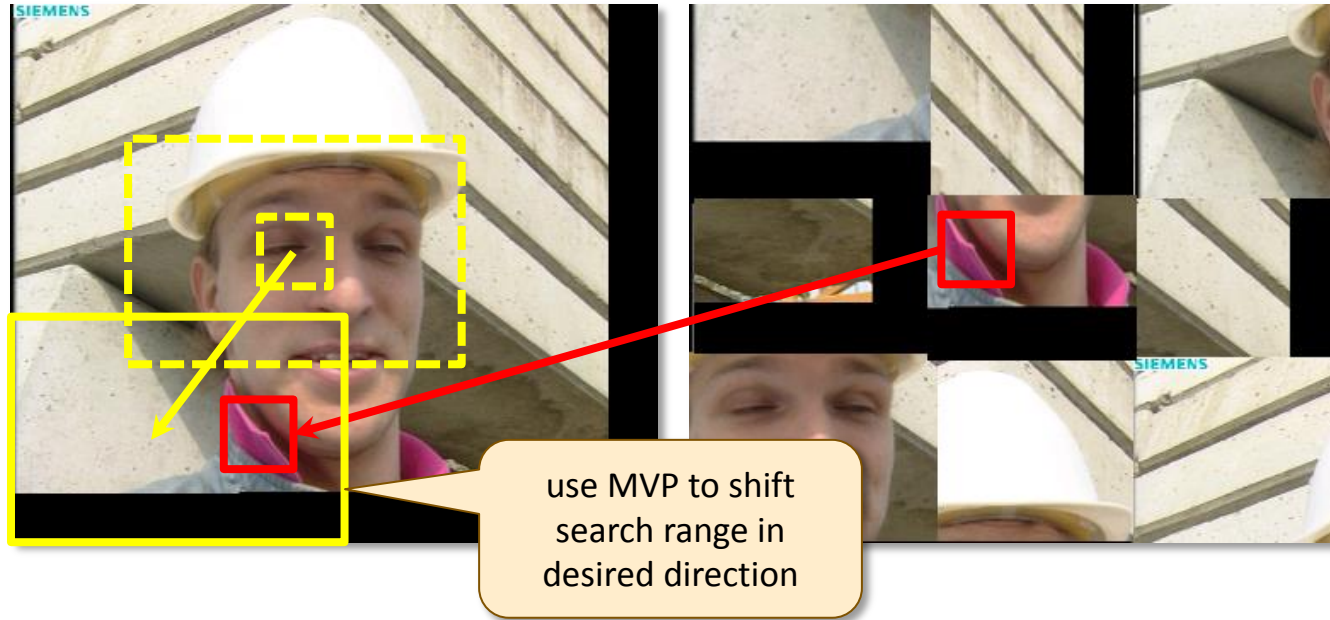 SIEMENS
SIEMENS
use MVP to shift
search range in
desired direction